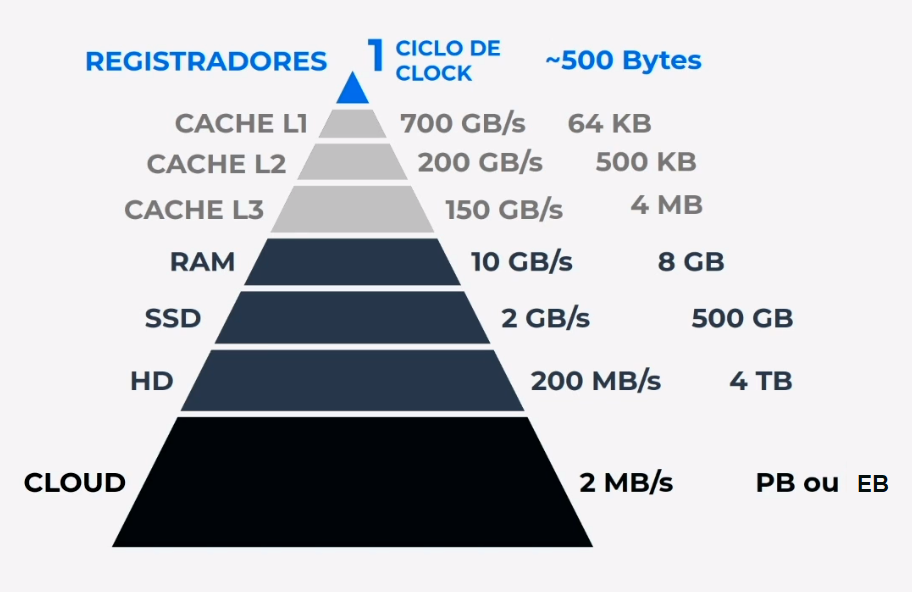 REGISTRADORES 1 CICLO DE CLOCK ~500 Bytes
CACHE L1 700 GB/s 64 KB
CACHE L2 200 GB/s 500 KB
CACHE L3 150 GB/s 4 MB
RAM 10 GB/s 8 GB
SSD 2 GB/s 500 GB
HD 200 MB/s 4 TB
CLOUD 2 MB/s PB ou EB